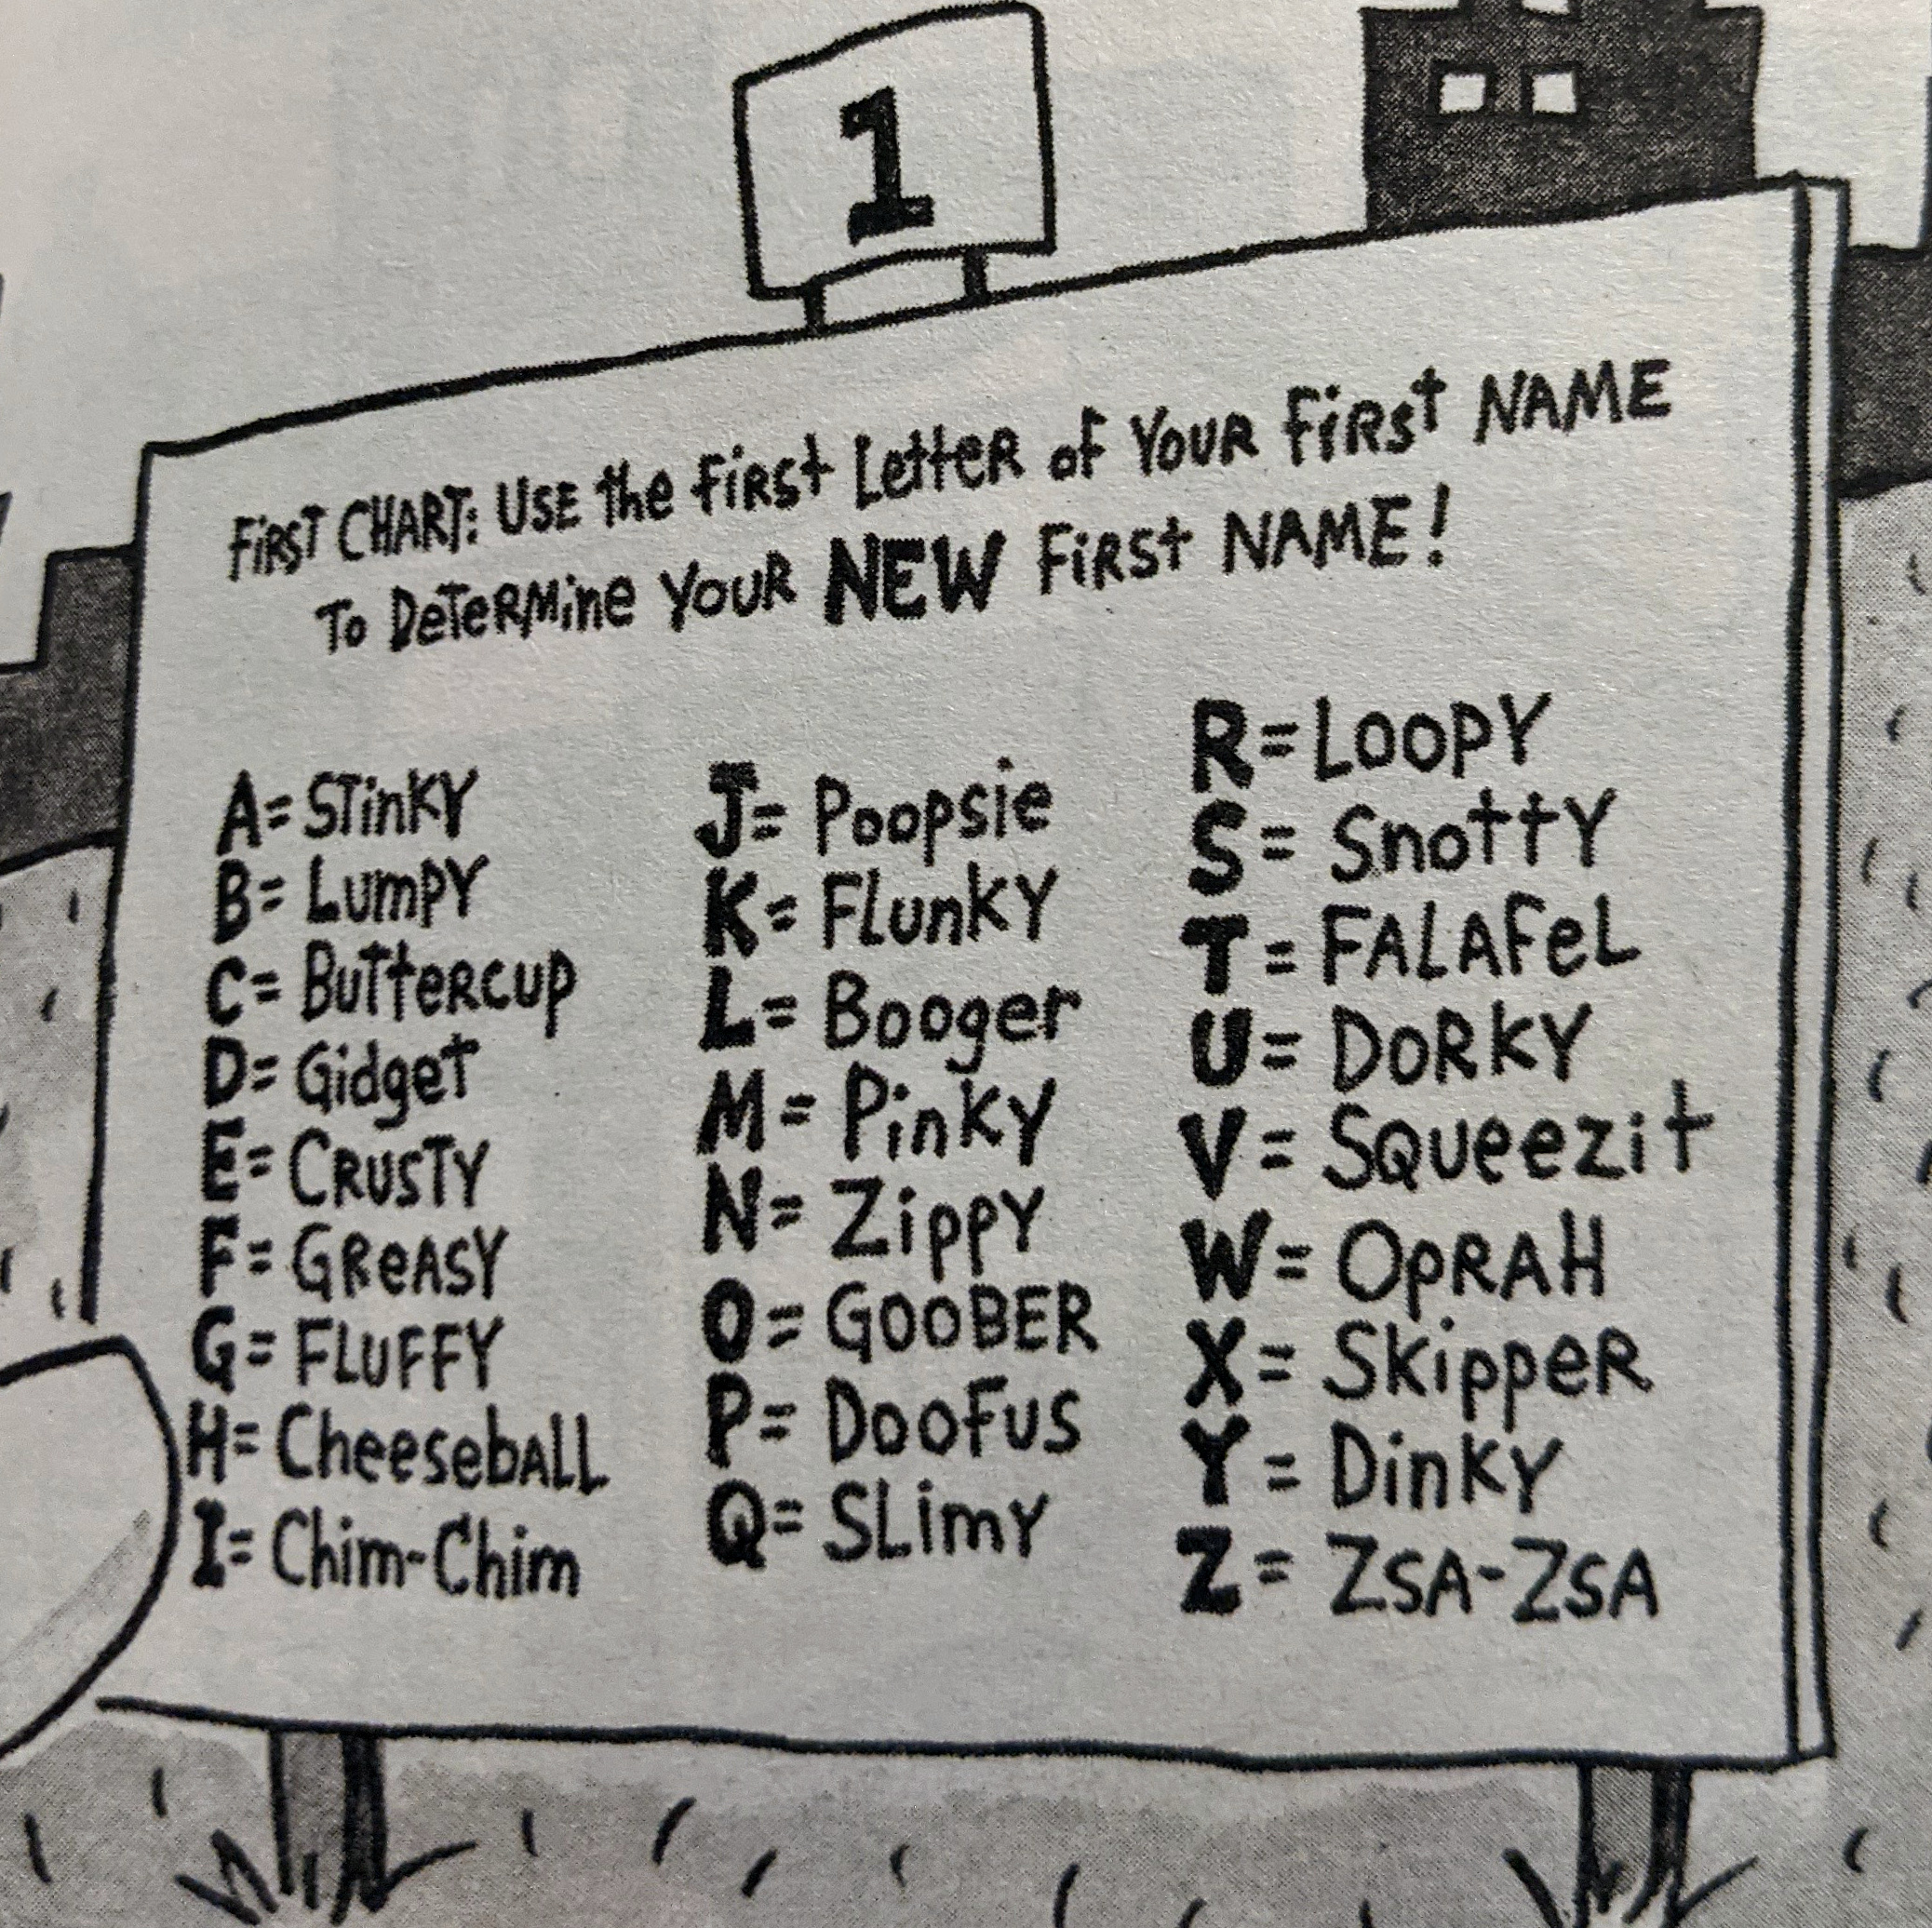 1
FiRST CHART: USE the FiRSt LetteR of YOUR FiRSt NAME
To DeTeRMine YouR NEW FiRSt NAME!
A= STinKY
B= LumpY
C= ButteRcup
D= Gidget
E= CRusTY
F= GReASY
G= FLuFFY
H= CheesebALL
I= Chim-Chim
J= Poopsie
K= FlunKY
L= Booger
M= PinKY
N= ZippY
O= GOOBER
P= DooFus
Q= SLimY
R= LOOPY
S= SnottY
T= FALAFeL
U= DoRKY
V= SQueezit
W= OpRAH
X= SKippeR
Y= DinKY
Z= ZSA-ZSA